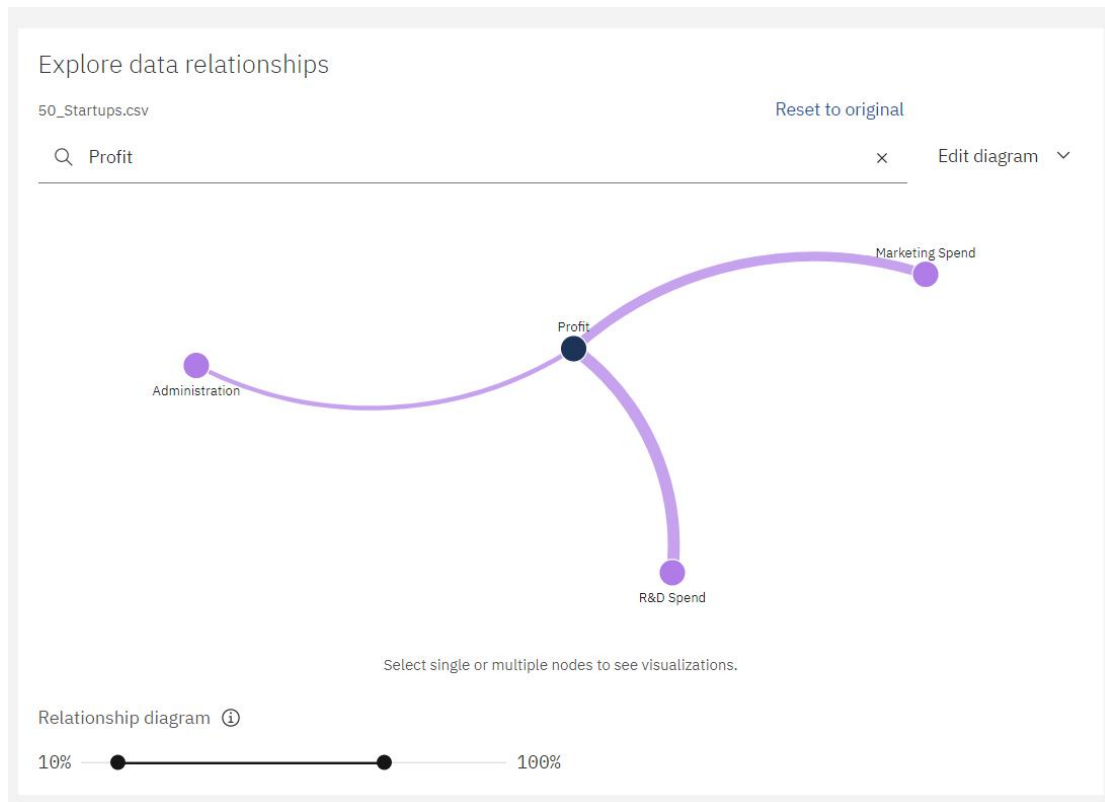 Explore data relationships
50_Startups.csv
Reset to original
Profit
Edit diagram
Marketing Spend
Profit
Administration
R&D Spend
Select single or multiple nodes to see visualizations.
Relationship diagram
10%
100%